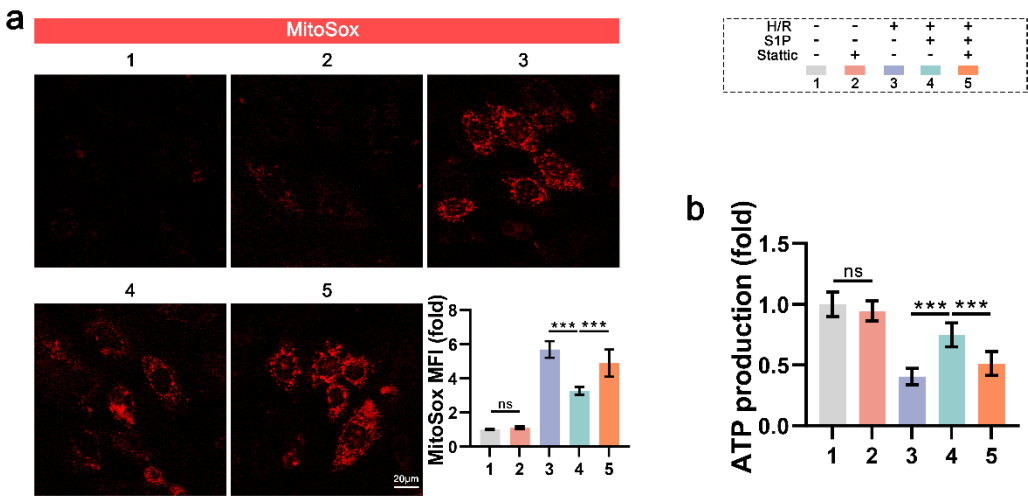 a
MitoSox
1 2 3
4 5
20μm
MitoSox MFI (fold)
8
6
4
2
0
ns
*** ***
1 2 3 4 5
H/R - - + + +
S1P - - - + +
Stattic - + - - +
1 2 3 4 5
b
ATP production (fold)
1.5
1.0
0.5
0.0
ns
*** ***
1 2 3 4 5